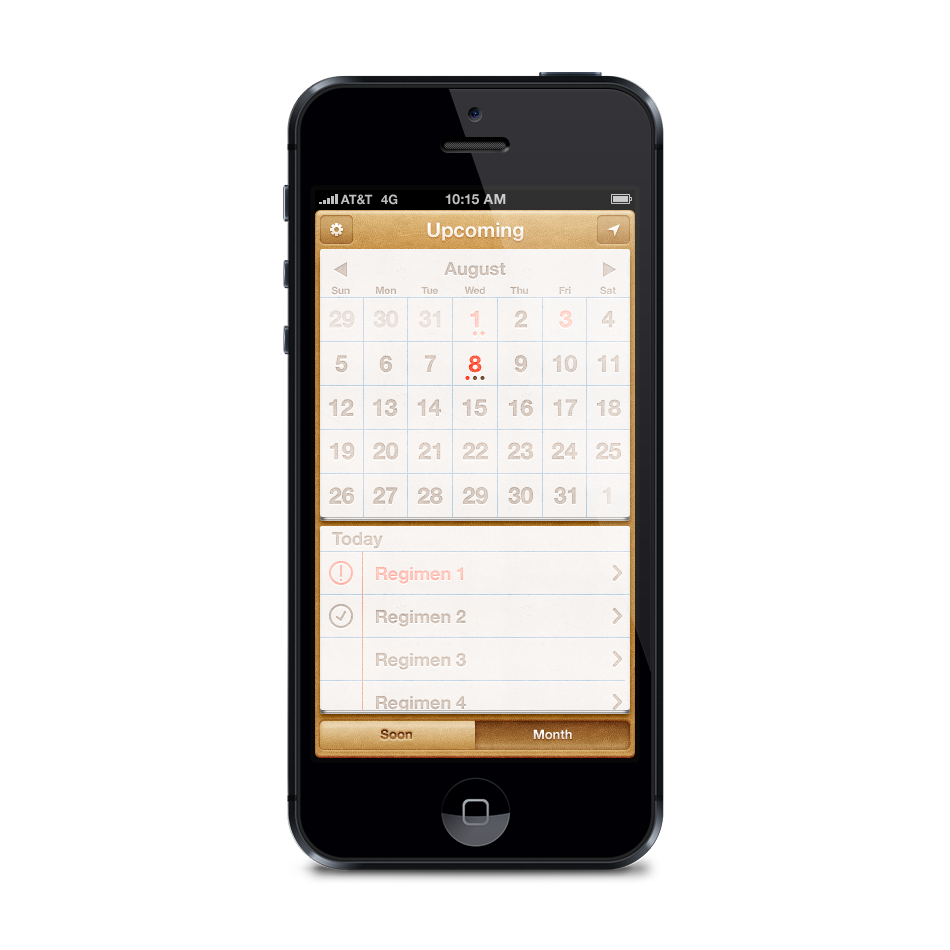 AT&T 4G 10:15 AM
Upcoming
August
Sun Mon Tue Wed Thu Fri Sat
29 30 31 1 2 3 4
5 6 7 8 9 10 11
12 13 14 15 16 17 18
19 20 21 22 23 24 25
26 27 28 29 30 31 1
Today
Regimen 1
Regimen 2
Regimen 3
Regimen 4
Soon Month